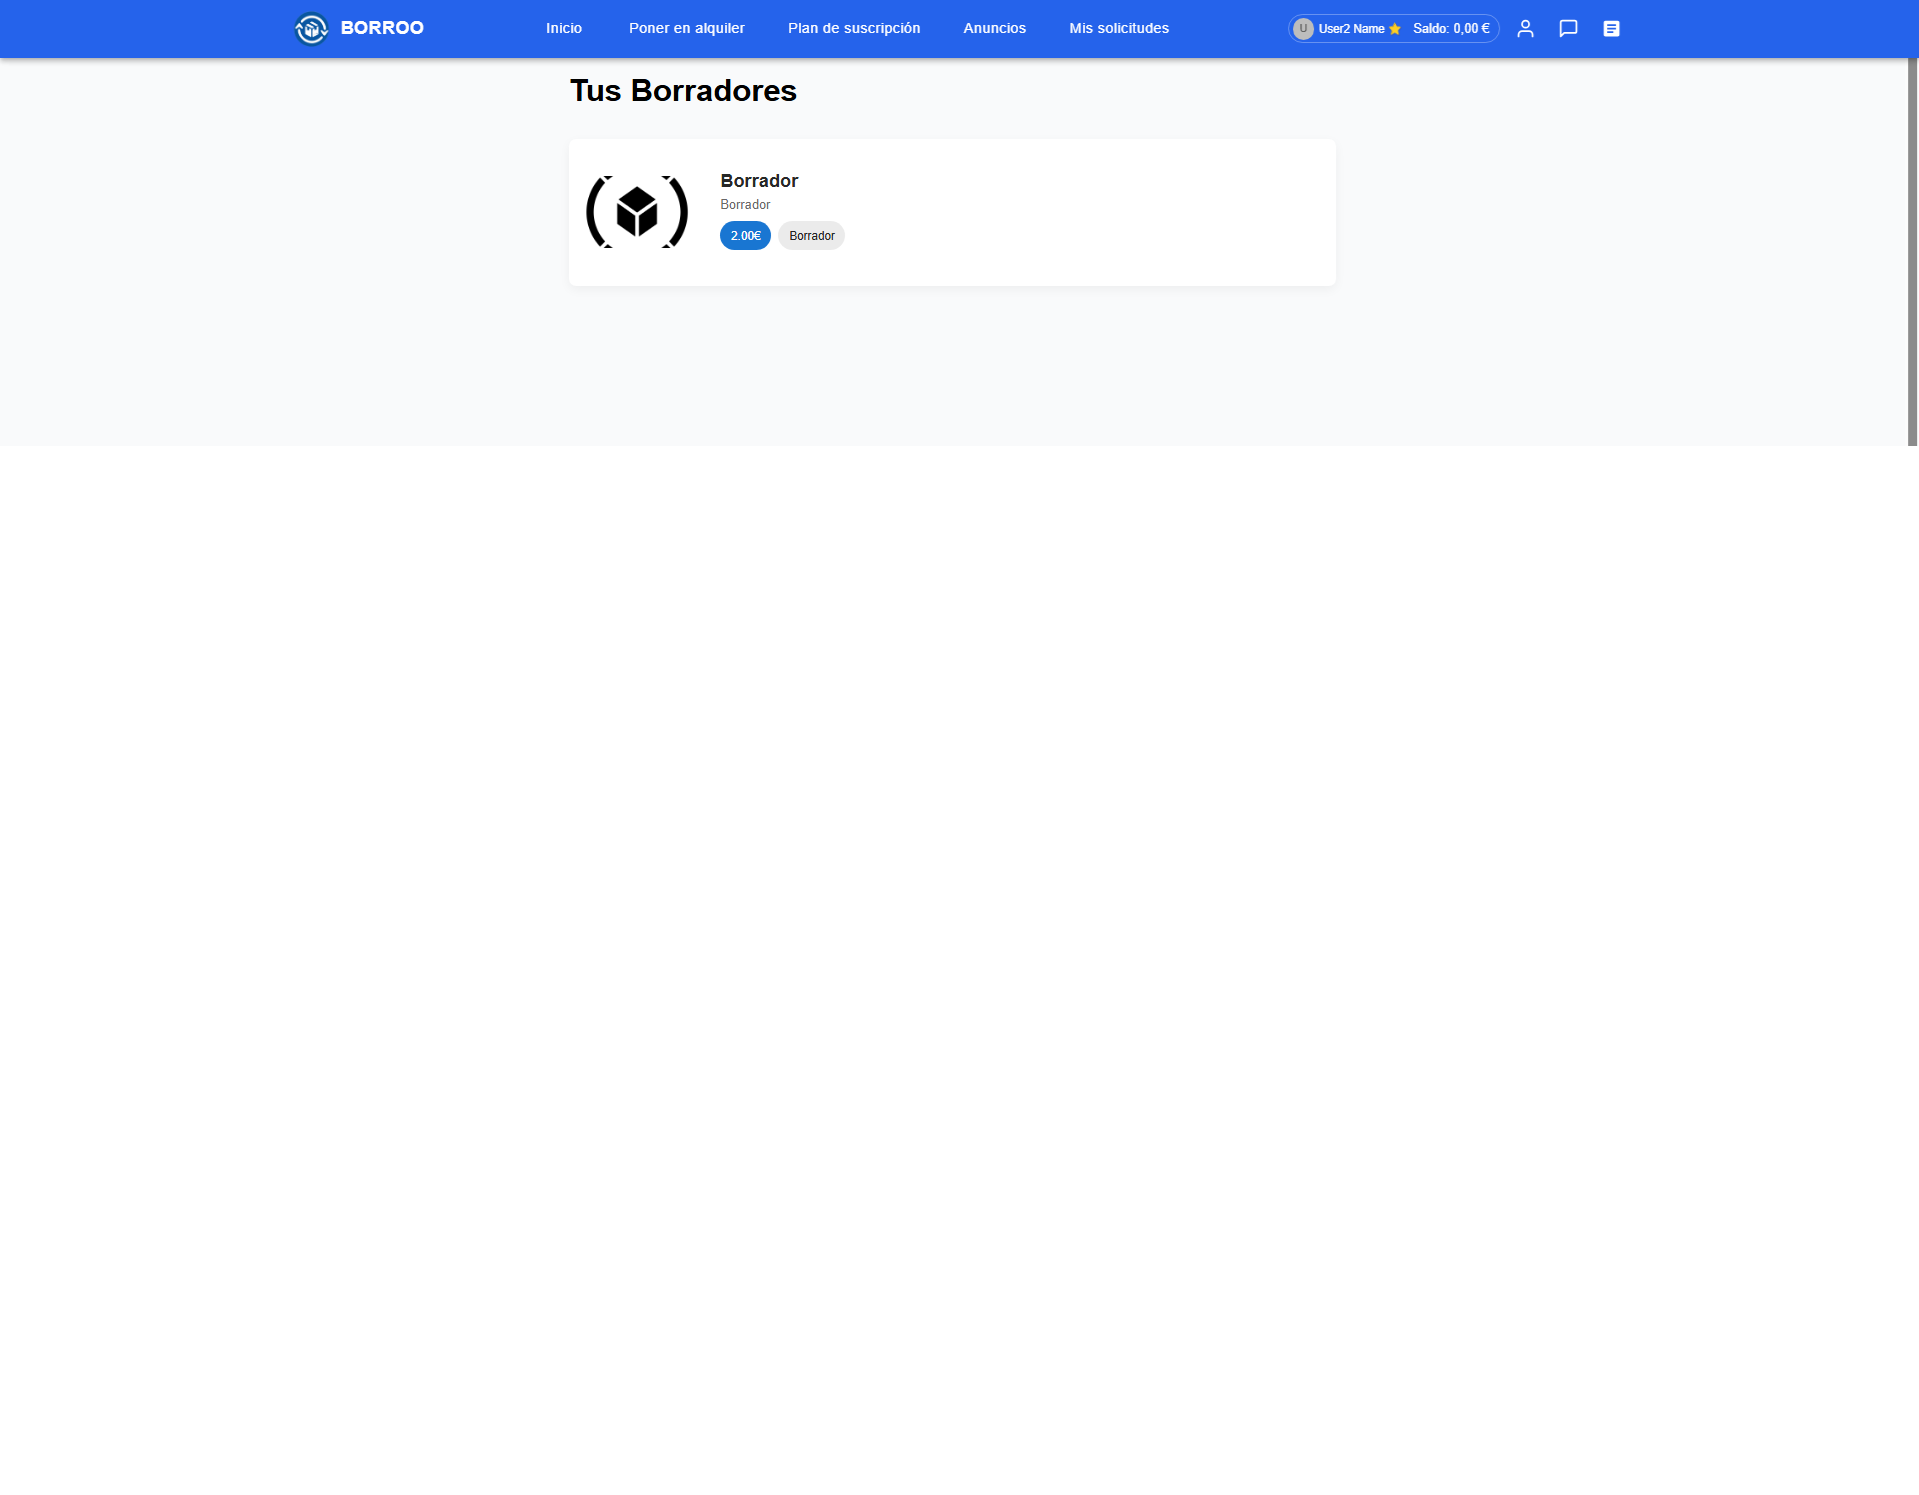 BORROO
Inicio
Poner en alquiler
Plan de suscripción
Anuncios
Mis solicitudes
U
User2 Name ⭐
Saldo: 0,00 €
Tus Borradores
Borrador
Borrador
2.00€
Borrador